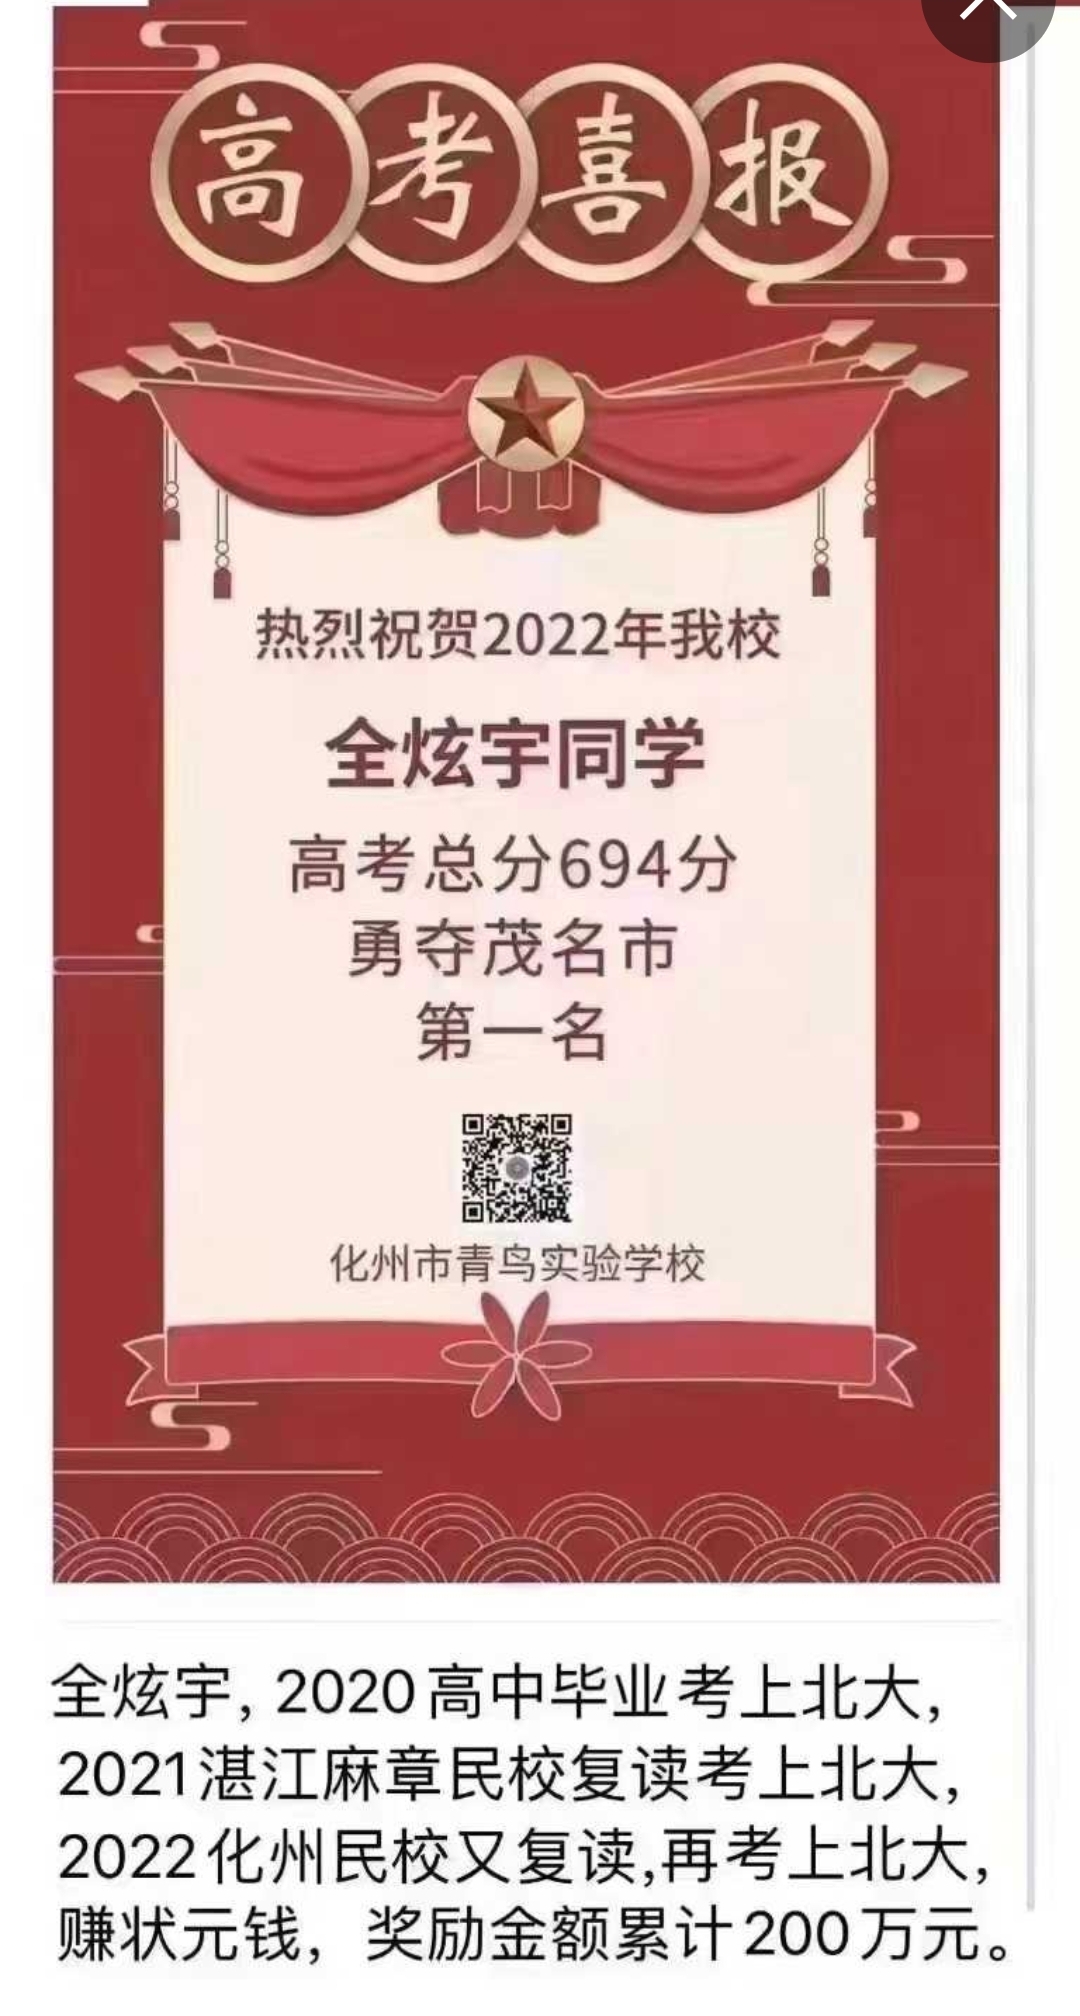 高考喜报
热烈祝贺2022年我校
全炫宇同学
高考总分694分
勇夺茂名市
第一名
化州市青鸟实验学校
全炫宇, 2020高中毕业考上北大,
2021湛江麻章民校复读考上北大,
2022化州民校又复读,再考上北大,
赚状元钱，奖励金额累计200万元。